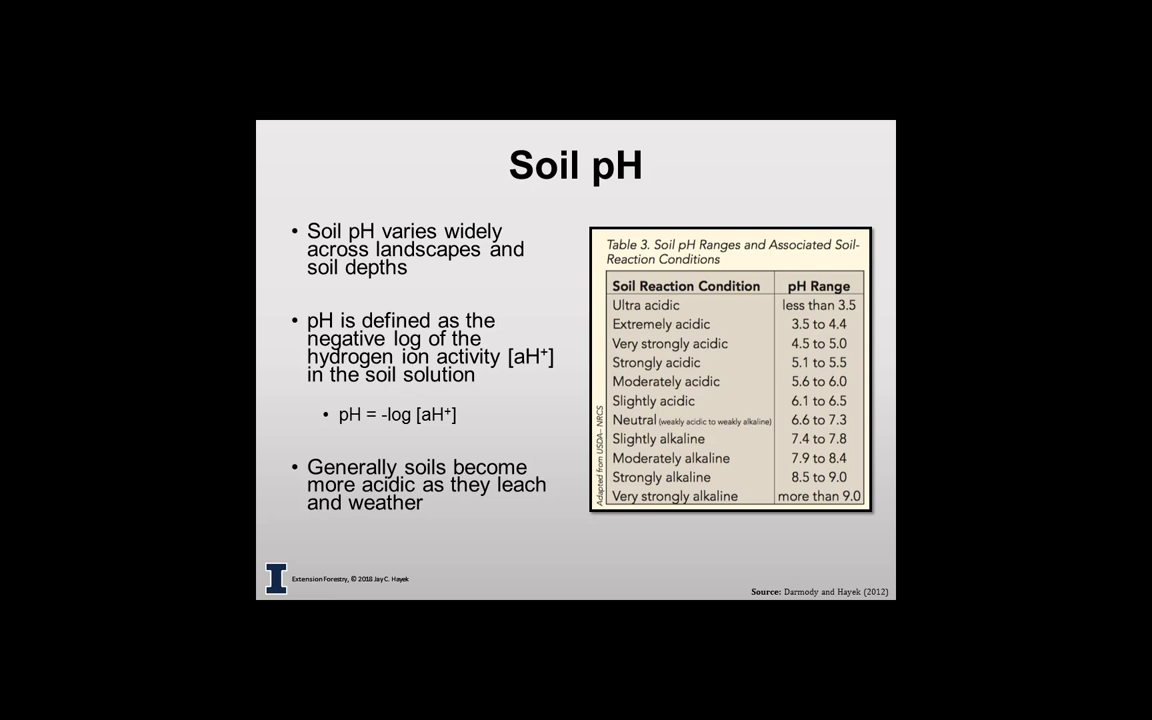 Soil pH
• Soil pH varies widely
across landscapes and
soil depths
• pH is defined as the
negative log of the
hydrogen ion activity [aH⁺]
in the soil solution
• pH = -log [aH⁺]
• Generally soils become
more acidic as they leach
and weather
Table 3. Soil pH Ranges and Associated Soil-
Reaction Conditions
Soil Reaction Condition pH Range
Ultra acidic less than 3.5
Extremely acidic 3.5 to 4.4
Very strongly acidic 4.5 to 5.0
Strongly acidic 5.1 to 5.5
Moderately acidic 5.6 to 6.0
Slightly acidic 6.1 to 6.5
Neutral (weakly acidic to weakly alkaline) 6.6 to 7.3
Slightly alkaline 7.4 to 7.8
Moderately alkaline 7.9 to 8.4
Strongly alkaline 8.5 to 9.0
Very strongly alkaline more than 9.0
Adapted from USDA– NRCS
I
Extension Forestry, © 2018 Jay C. Hayek
Source: Darmody and Hayek (2012)